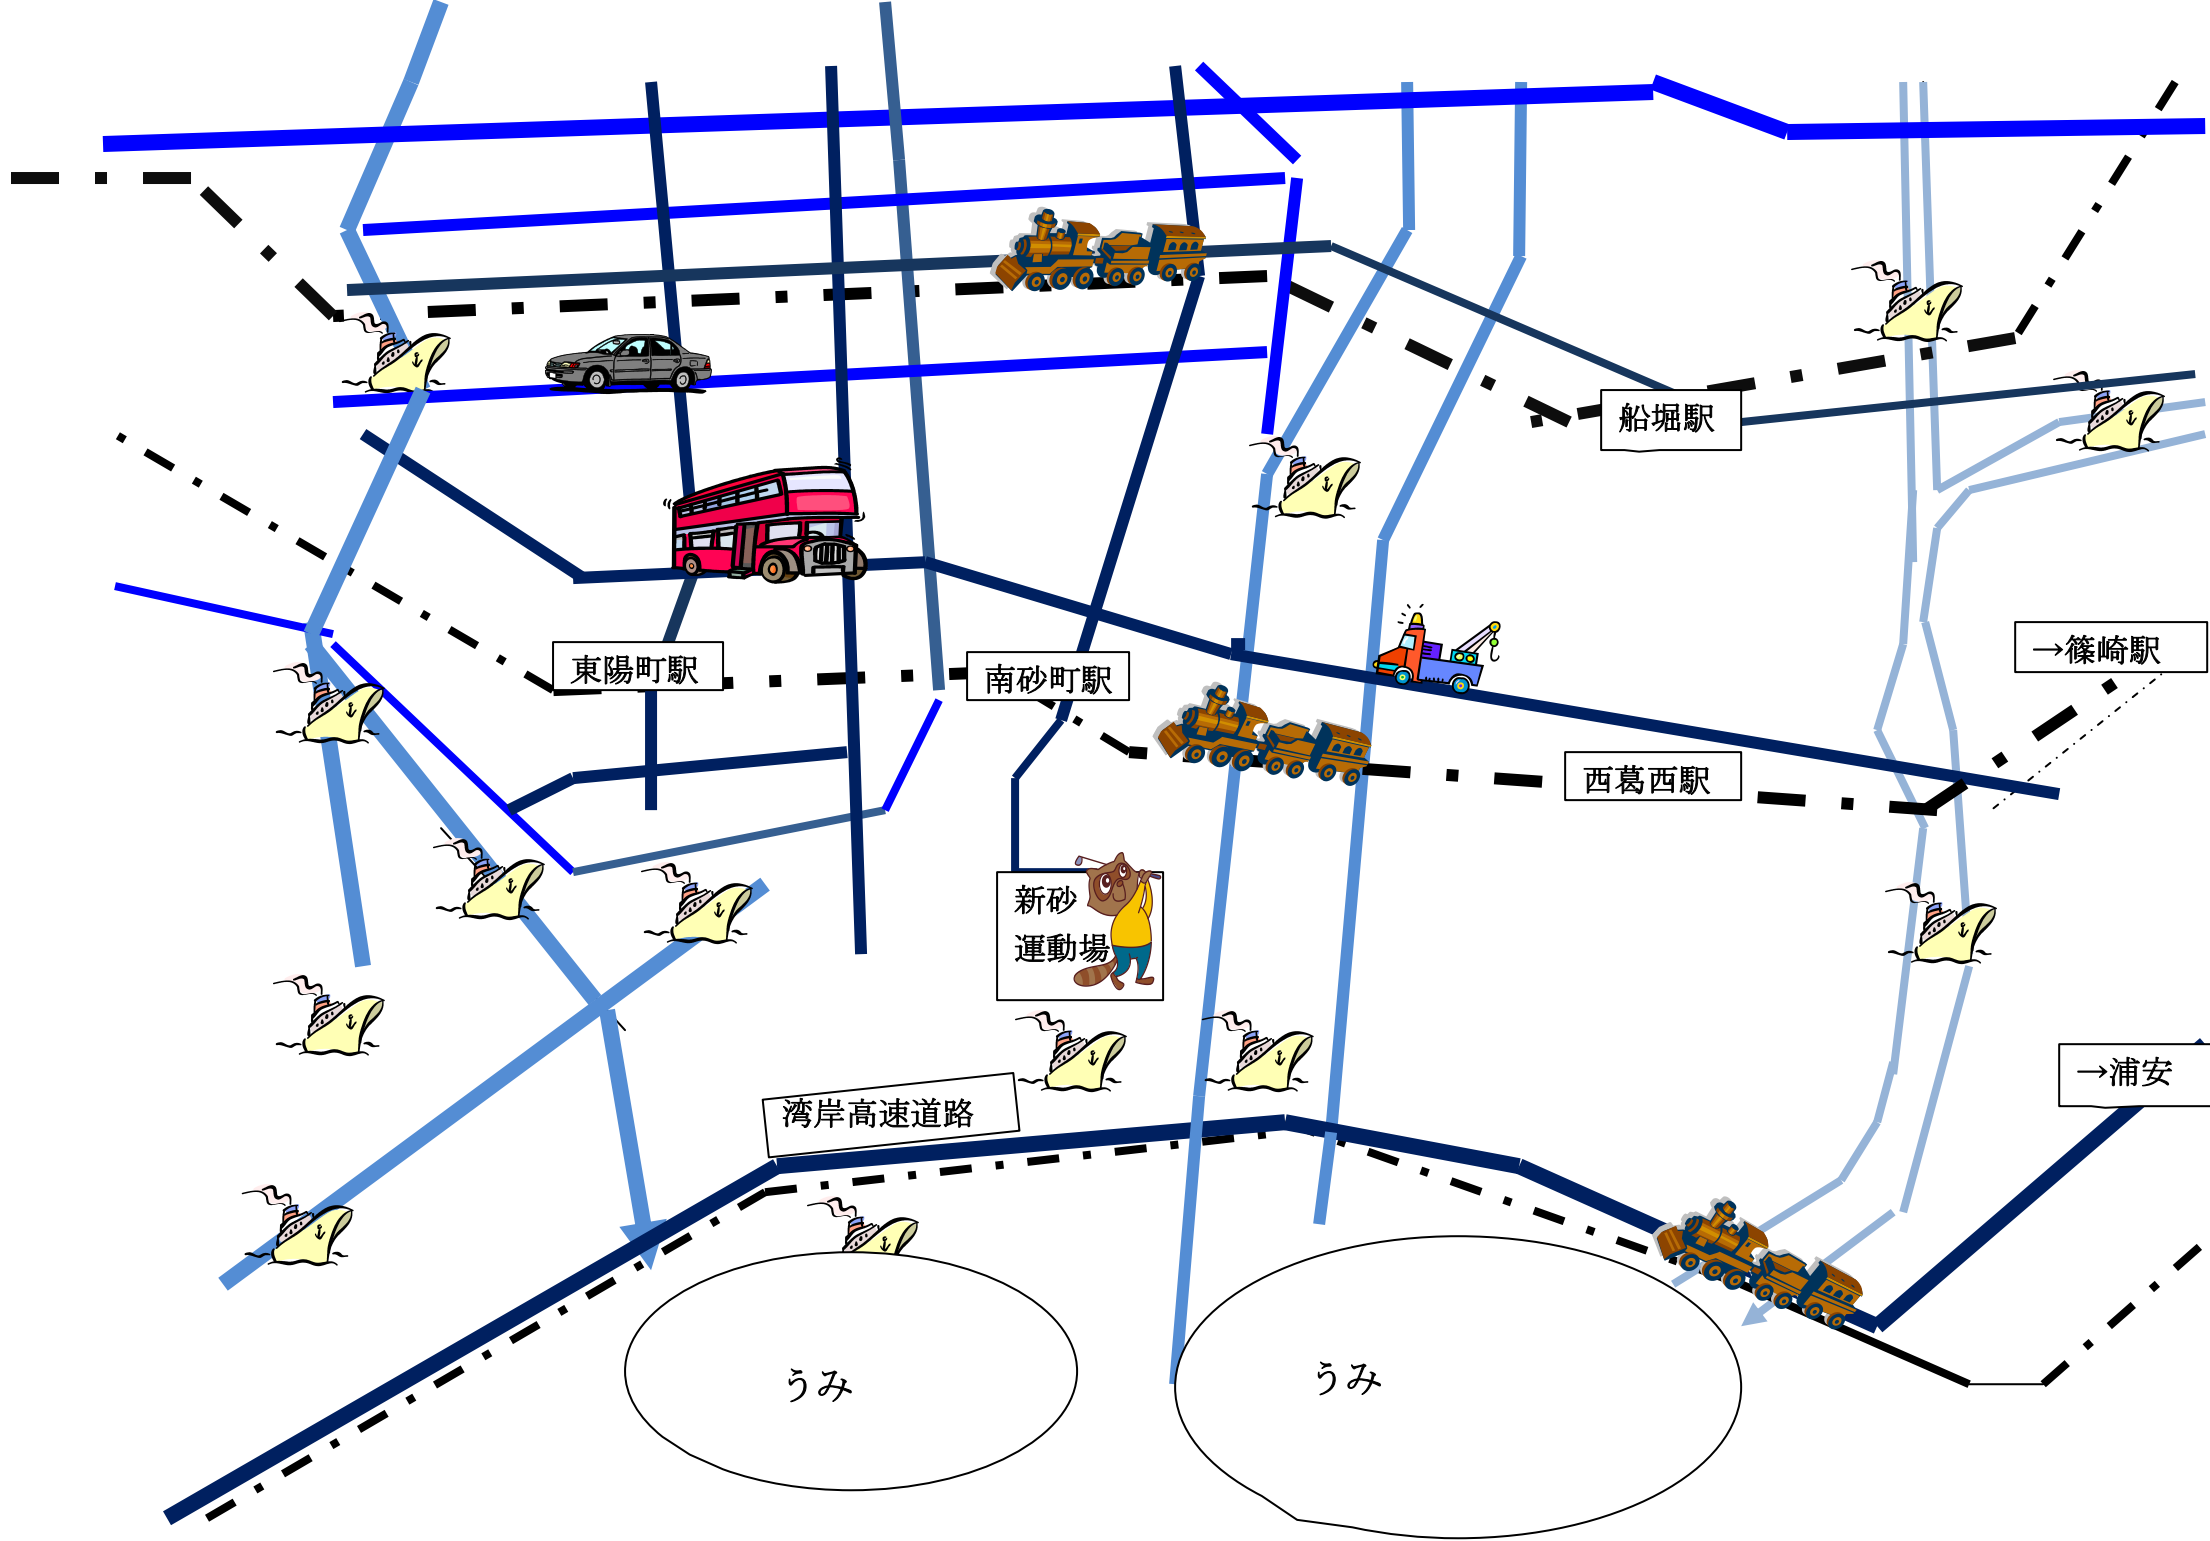 船堀駅
→篠崎駅
東陽町駅
南砂町駅
西葛西駅
新砂
運動場
→浦安
湾岸高速道路
うみ
うみ